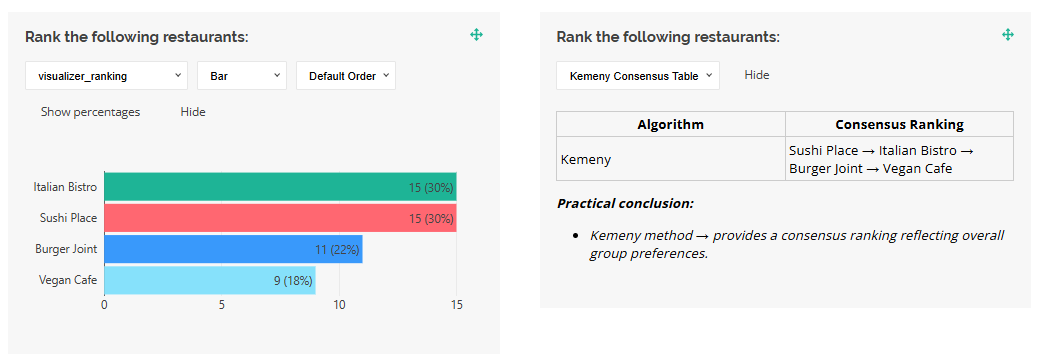 Rank the following restaurants:
visualizer_ranking
Bar
Default Order
Show percentages
Hide
Italian Bistro
15 (30%)
Sushi Place
15 (30%)
Burger Joint
11 (22%)
Vegan Cafe
9 (18%)
0
5
10
15
Rank the following restaurants:
Kemeny Consensus Table
Hide
Algorithm
Consensus Ranking
Kemeny
Sushi Place → Italian Bistro →
Burger Joint → Vegan Cafe
Practical conclusion:
• Kemeny method → provides a consensus ranking reflecting overall
group preferences.